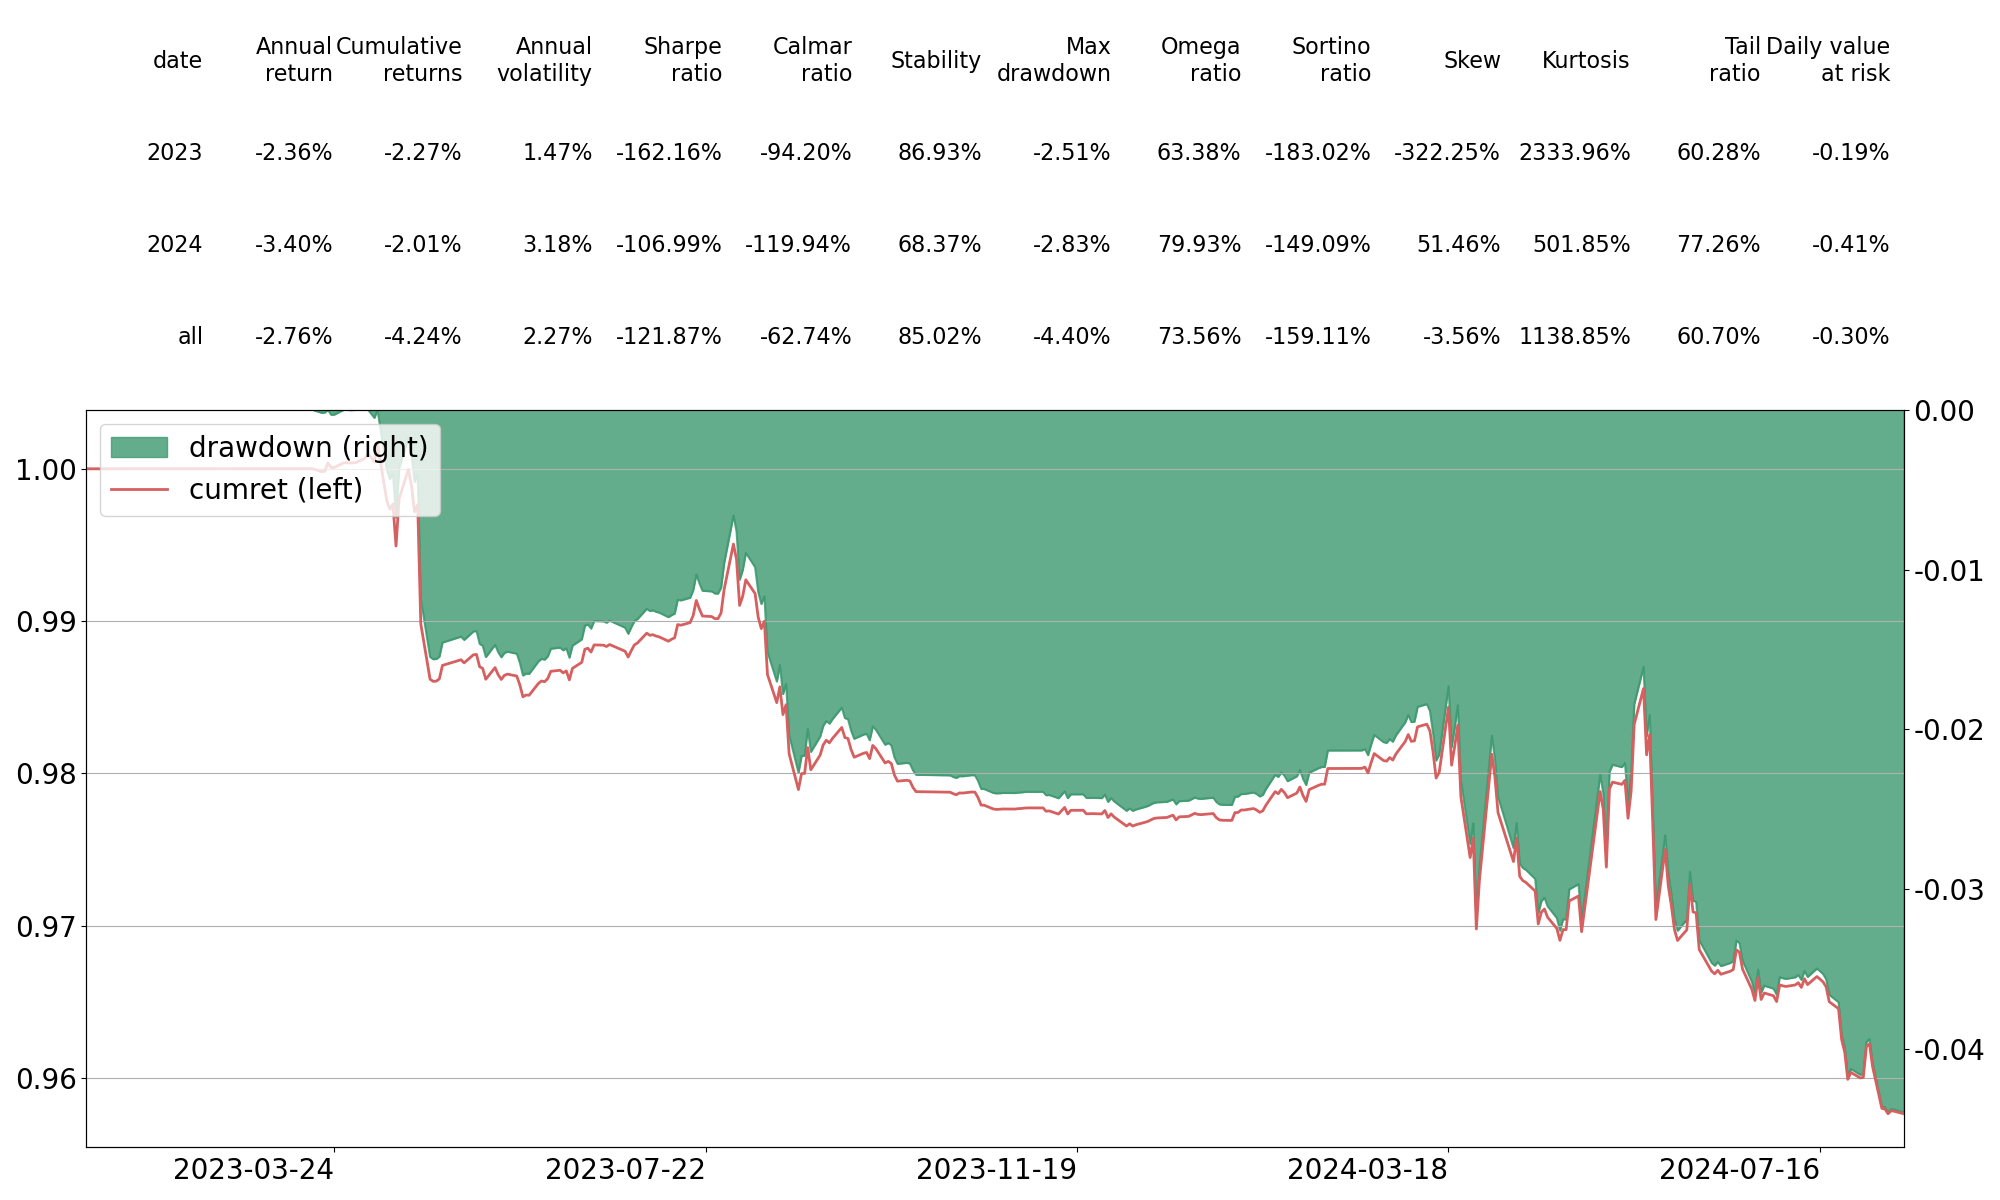 date Annual return Cumulative returns Annual volatility Sharpe ratio Calmar ratio Stability Max drawdown Omega ratio Sortino ratio Skew Kurtosis Tail ratio Daily value at risk
2023 -2.36% -2.27% 1.47% -162.16% -94.20% 86.93% -2.51% 63.38% -183.02% -322.25% 2333.96% 60.28% -0.19%
2024 -3.40% -2.01% 3.18% -106.99% -119.94% 68.37% -2.83% 79.93% -149.09% 51.46% 501.85% 77.26% -0.41%
all -2.76% -4.24% 2.27% -121.87% -62.74% 85.02% -4.40% 73.56% -159.11% -3.56% 1138.85% 60.70% -0.30%
drawdown (right)
cumret (left)
1.00
0.99
0.98
0.97
0.96
0.00
-0.01
-0.02
-0.03
-0.04
2023-03-24 2023-07-22 2023-11-19 2024-03-18 2024-07-16